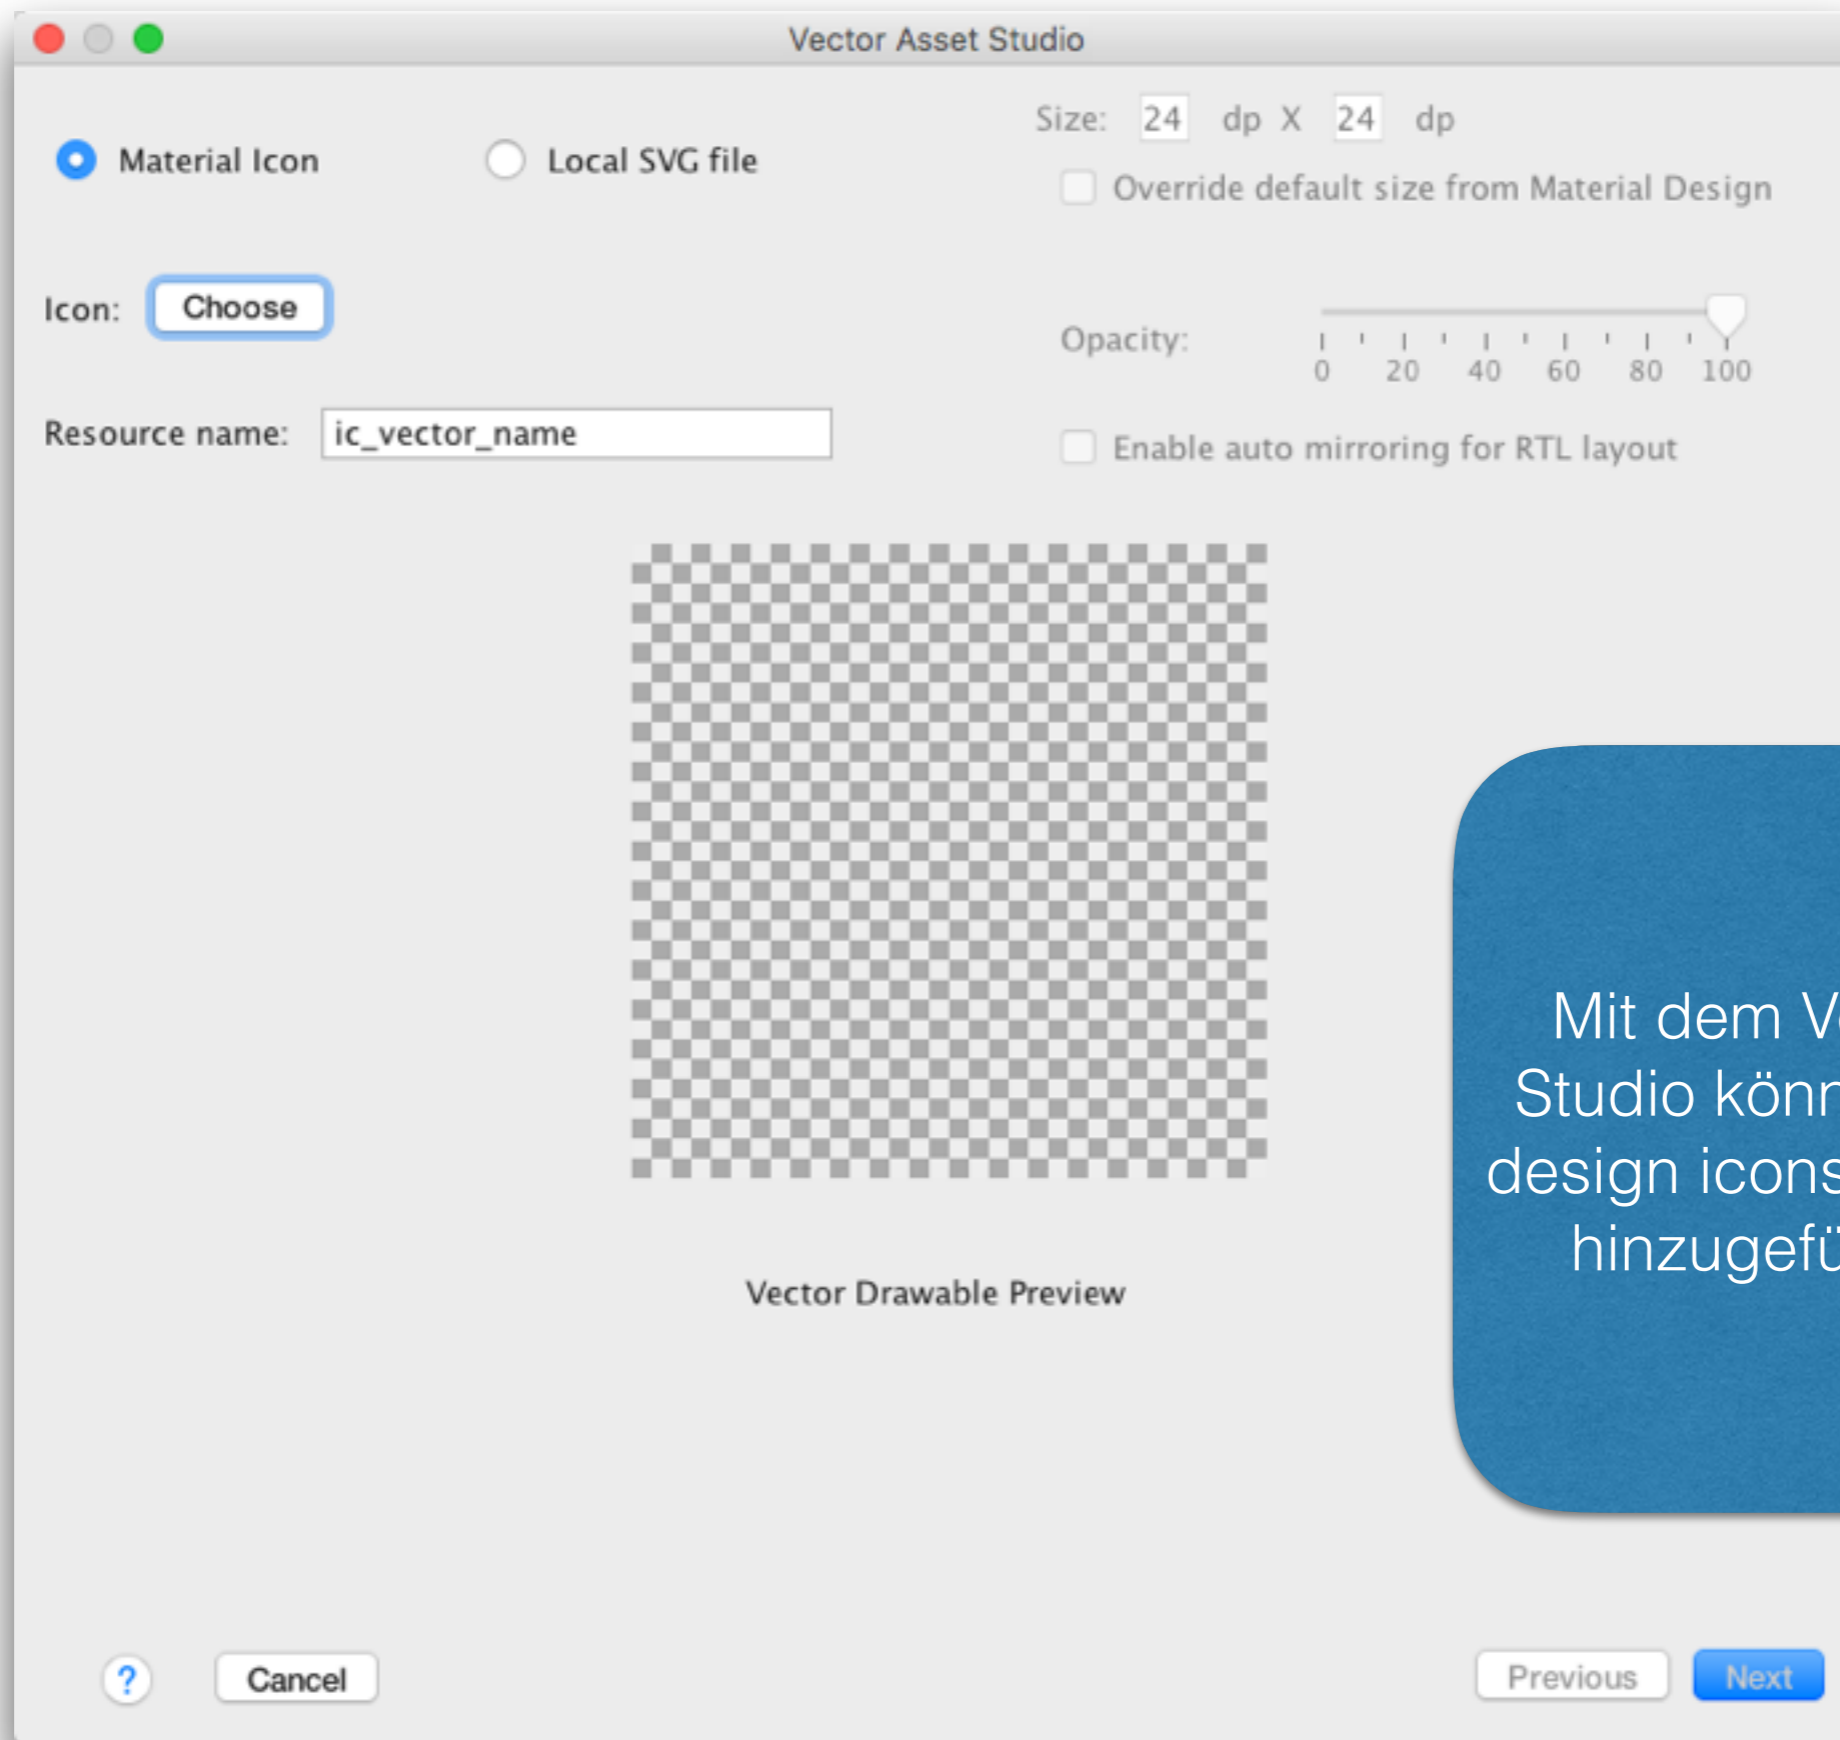 Vector Asset Studio
Size: 24 dp X 24 dp
Material Icon Local SVG file
Override default size from Material Design
Icon: Choose
Opacity:
0 20 40 60 80 100
Resource name: ic_vector_name
Enable auto mirroring for RTL layout
Mit dem
Studio
design icons
Vector Drawable Preview
? Cancel Previous Next